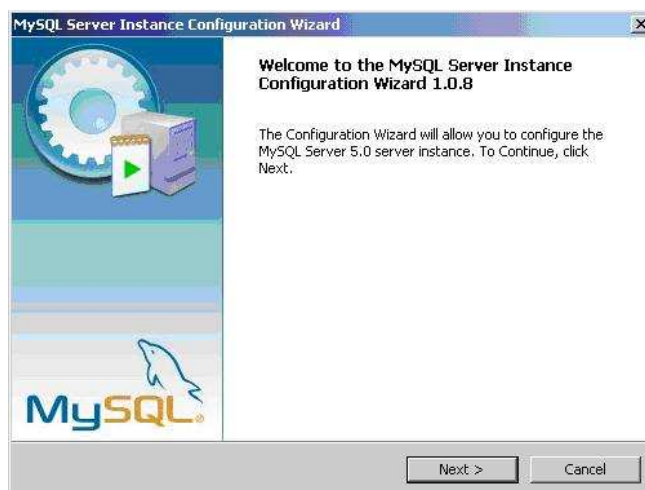 MySQL Server Instance Configuration Wizard
Welcome to the MySQL Server Instance
Configuration Wizard 1.0.8
The Configuration Wizard will allow you to configure the
MySQL Server 5.0 server instance. To Continue, click
Next.
MySQL®
Next >
Cancel